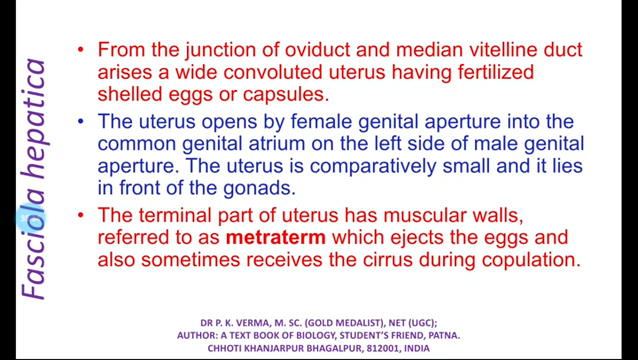 Fasciola hepatica
• From the junction of oviduct and median vitelline duct
arises a wide convoluted uterus having fertilized
shelled eggs or capsules.
• The uterus opens by female genital aperture into the
common genital atrium on the left side of male genital
aperture. The uterus is comparatively small and it lies
in front of the gonads.
• The terminal part of uterus has muscular walls,
referred to as metraterm which ejects the eggs and
also sometimes receives the cirrus during copulation.
DR P. K. VERMA, M. SC. (GOLD MEDALIST), NET (UGC);
AUTHOR: A TEXT BOOK OF BIOLOGY, STUDENT'S FRIEND, PATNA.
CHHOTI KHANJARPUR BHAGALPUR, 812001, INDIA